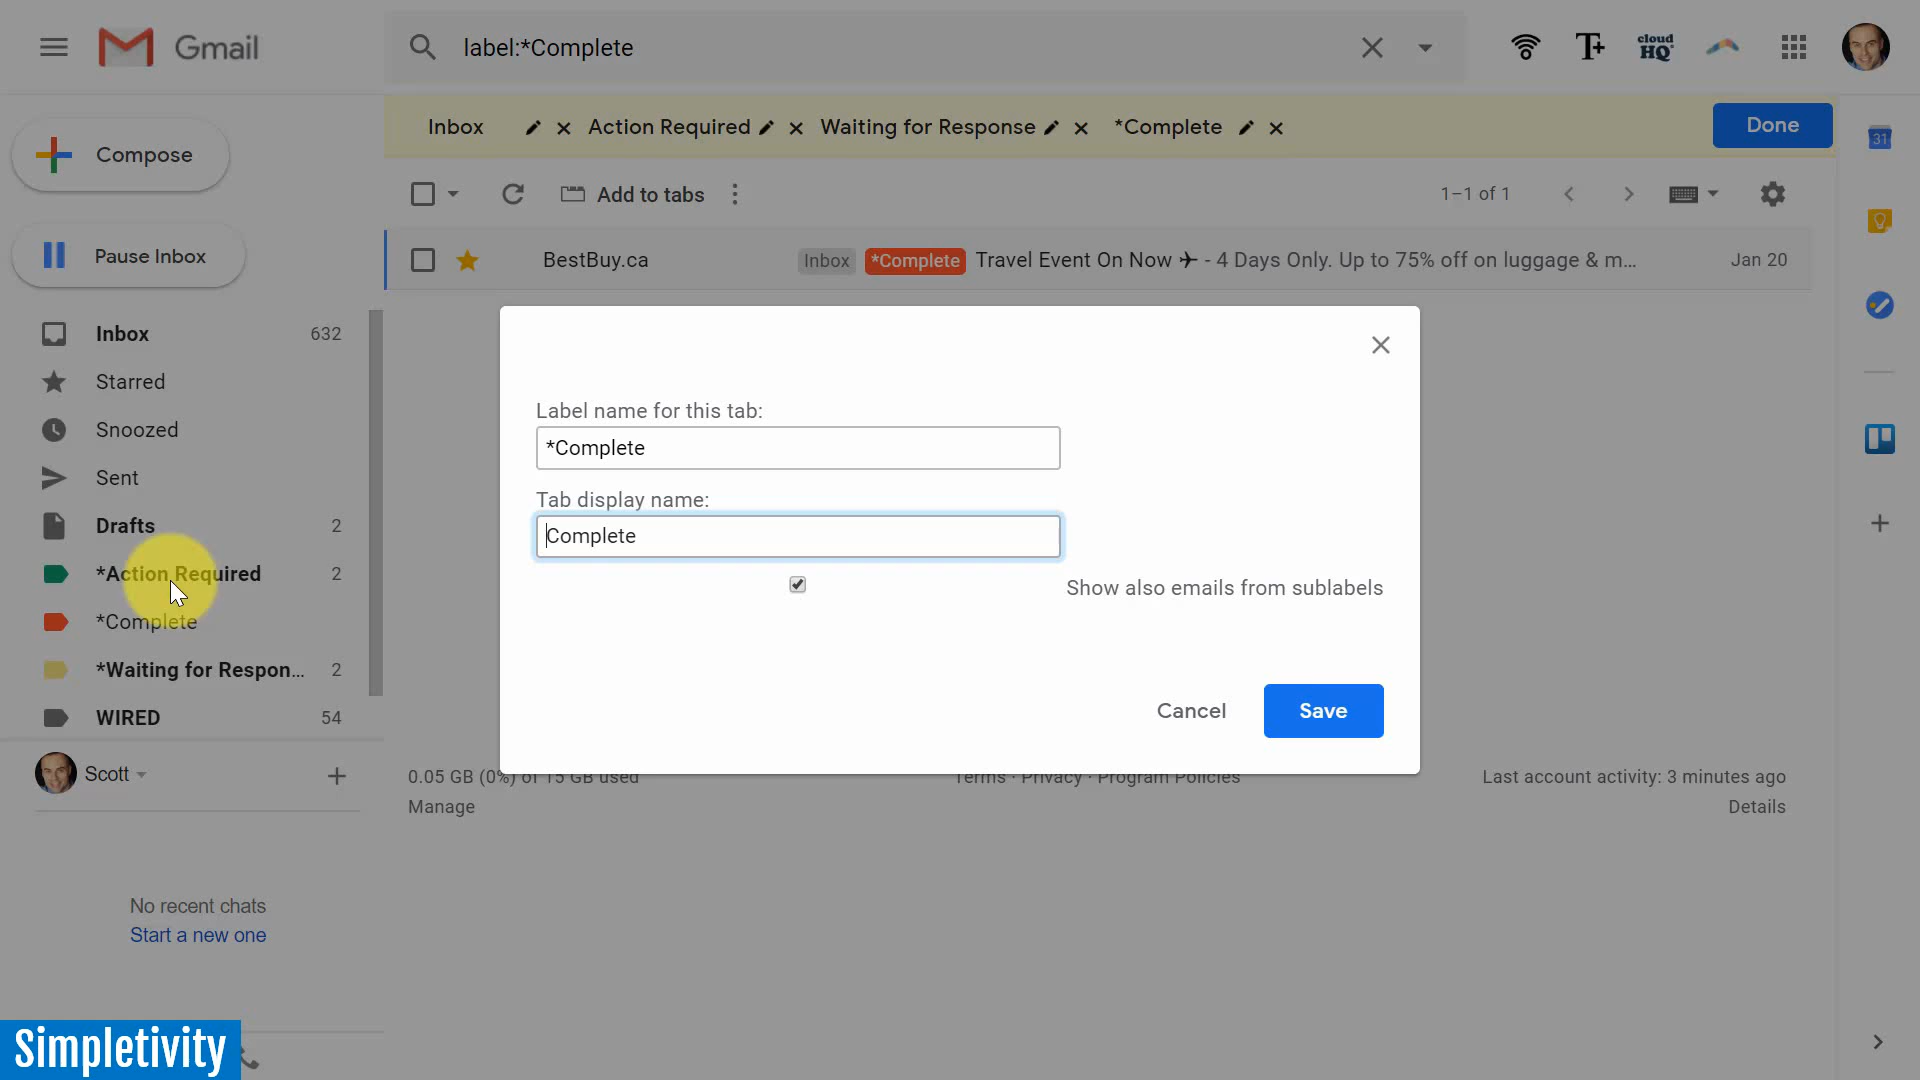 Gmail
label:*Complete
T+
cloud
HQ
Inbox
Action Required
Waiting for Response
*Complete
Done
31
Compose
Add to tabs
1–1 of 1
Pause Inbox
BestBuy.ca
Inbox
*Complete
Travel Event On Now ✈ - 4 Days Only. Up to 75% off on luggage & m...
Jan 20
Inbox 632
Starred
Snoozed
Sent
Drafts 2
*Action Required 2
*Complete
*Waiting for Respon... 2
WIRED 54
Label name for this tab:
*Complete
Tab display name:
Complete
Show also emails from sublabels
Cancel
Save
Scott
0.05 GB (0%) of 15 GB used
Manage
Terms · Privacy · Program Policies
Last account activity: 3 minutes ago
Details
No recent chats
Start a new one
Simpletivity